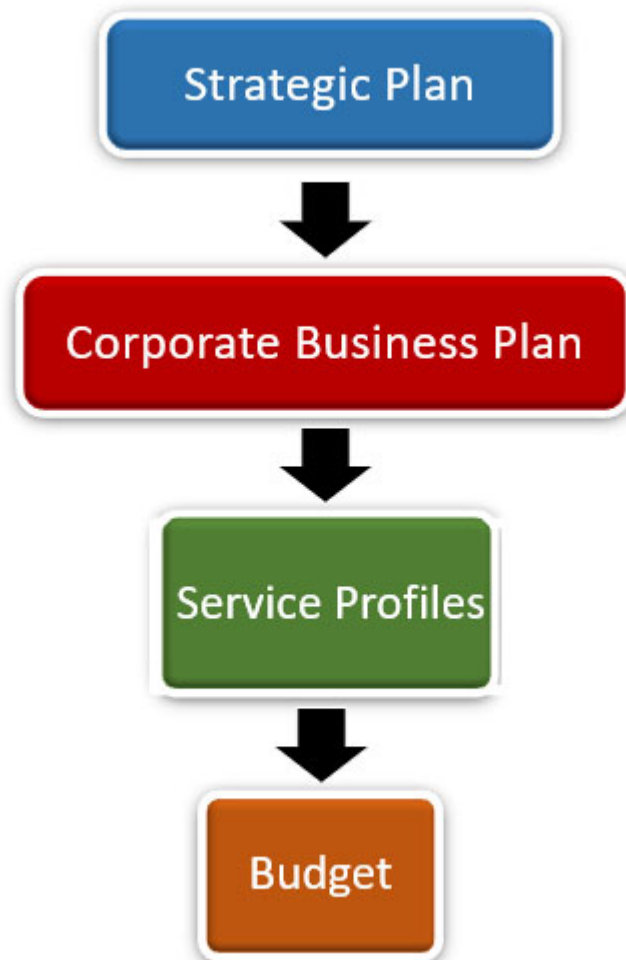 Strategic Plan
Corporate Business Plan
Service Profiles
Budget